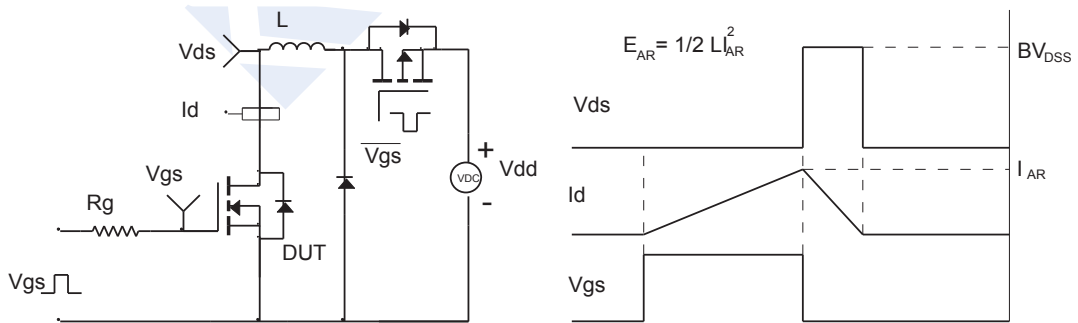 L
Vds
Id
Vgs
Rg
DUT
Vgs
Vgs
VDC
+
Vdd
-
E_AR = 1/2 LI_AR^2
Vds
BV_DSS
Id
I_AR
Vgs